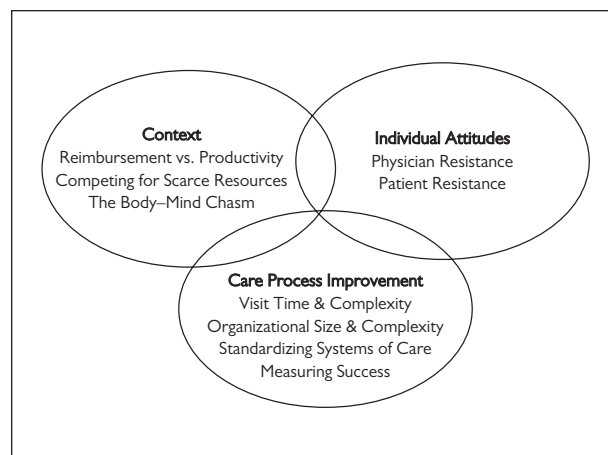 Context
Reimbursement vs. Productivity
Competing for Scarce Resources
The Body–Mind Chasm
Individual Attitudes
Physician Resistance
Patient Resistance
Care Process Improvement
Visit Time & Complexity
Organizational Size & Complexity
Standardizing Systems of Care
Measuring Success